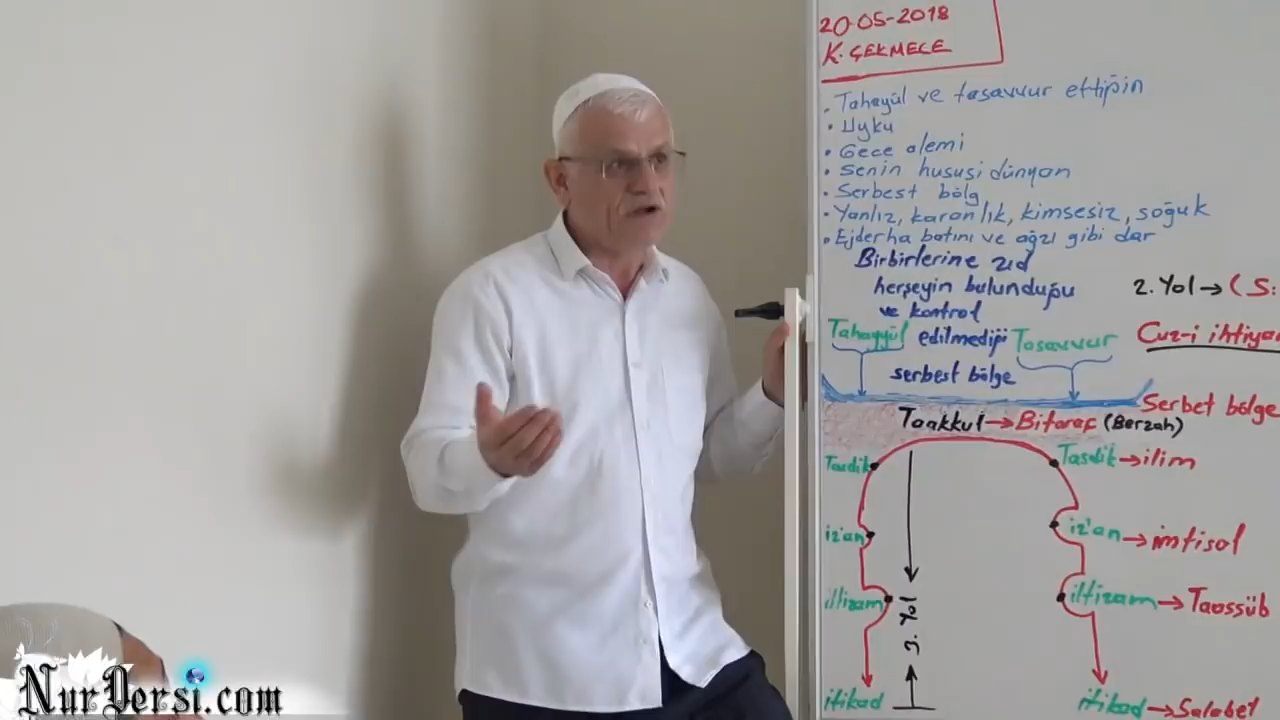 20-05-2018
K. ÇEKMECE
• Tahayül ve tasavvur ettiğin
• Uyku
• Gece alemi
• Senin hususi dünyan
• Serbest bölg
• Yanlız, karanlık, kimsesiz, soğuk
• Ejderha batını ve ağzı gibi dar
Birbirlerine zıd
herşeyin bulunduğu
ve kontrol
edilmediği
serbest bölge
Tahayyül
Tasavvur
2. Yol → (S:
Cuz-i ihtiyar
Serbet bölge
Taakkul → Bitaraf (Berzah)
Tasdik
Tasdik → ilim
iz'an
iz'an → imtisal
iltizam
iltizam → Taassüb
Yol
itikad
itikad → Salabet
NurDersi.com